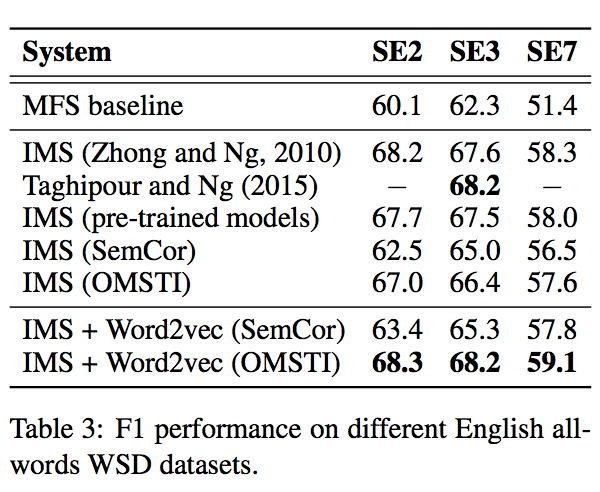 System SE2 SE3 SE7
MFS baseline 60.1 62.3 51.4
IMS (Zhong and Ng, 2010) 68.2 67.6 58.3
Taghipour and Ng (2015) – 68.2 –
IMS (pre-trained models) 67.7 67.5 58.0
IMS (SemCor) 62.5 65.0 56.5
IMS (OMSTI) 67.0 66.4 57.6
IMS + Word2vec (SemCor) 63.4 65.3 57.8
IMS + Word2vec (OMSTI) 68.3 68.2 59.1
Table 3: F1 performance on different English all-
words WSD datasets.